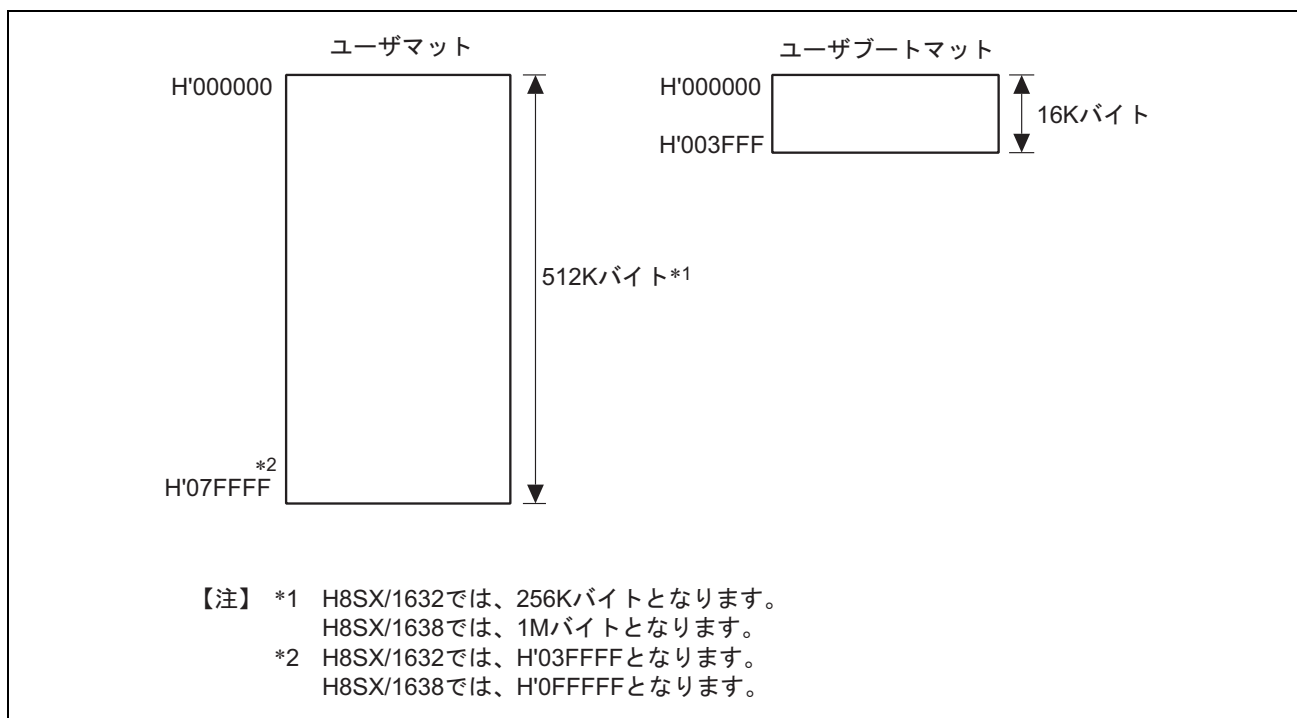 ユーザマット
H'000000
512Kバイト*1
*2
H'07FFFF
ユーザブートマット
H'000000
16Kバイト
H'003FFF
【注】 *1 H8SX/1632では、256Kバイトとなります。
H8SX/1638では、1Mバイトとなります。
*2 H8SX/1632では、H'03FFFFとなります。
H8SX/1638では、H'0FFFFFとなります。